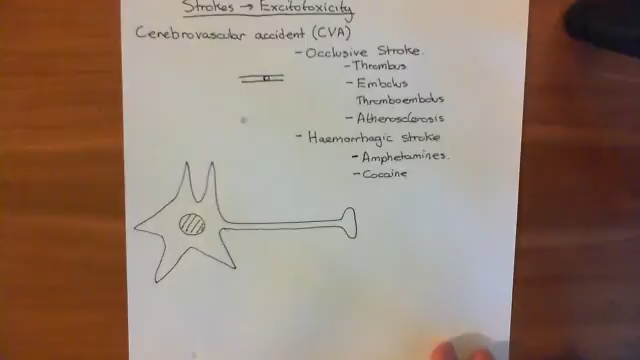 Strokes → Excitotoxicity
Cerebrovascular accident (CVA)
- Occlusive Stroke.
- Thrombus
- Embolus
Thromboembolus
- Atherosclerosis
- Haemorrhagic stroke
- Amphetamines.
- Cocaine